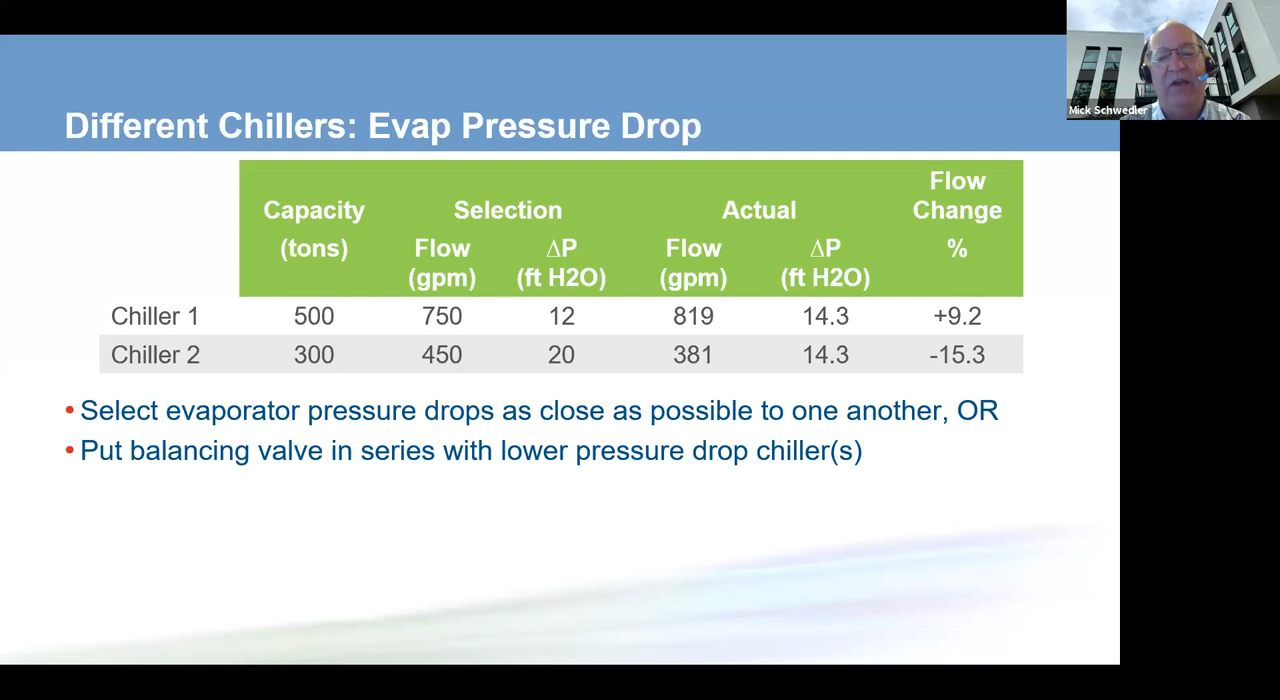 Mick Schwedler
Different Chillers: Evap Pressure Drop
Capacity Selection Actual Flow Change
(tons) Flow (gpm) ΔP (ft H2O) Flow (gpm) ΔP (ft H2O) %
Chiller 1 500 750 12 819 14.3 +9.2
Chiller 2 300 450 20 381 14.3 -15.3
• Select evaporator pressure drops as close as possible to one another, OR
• Put balancing valve in series with lower pressure drop chiller(s)